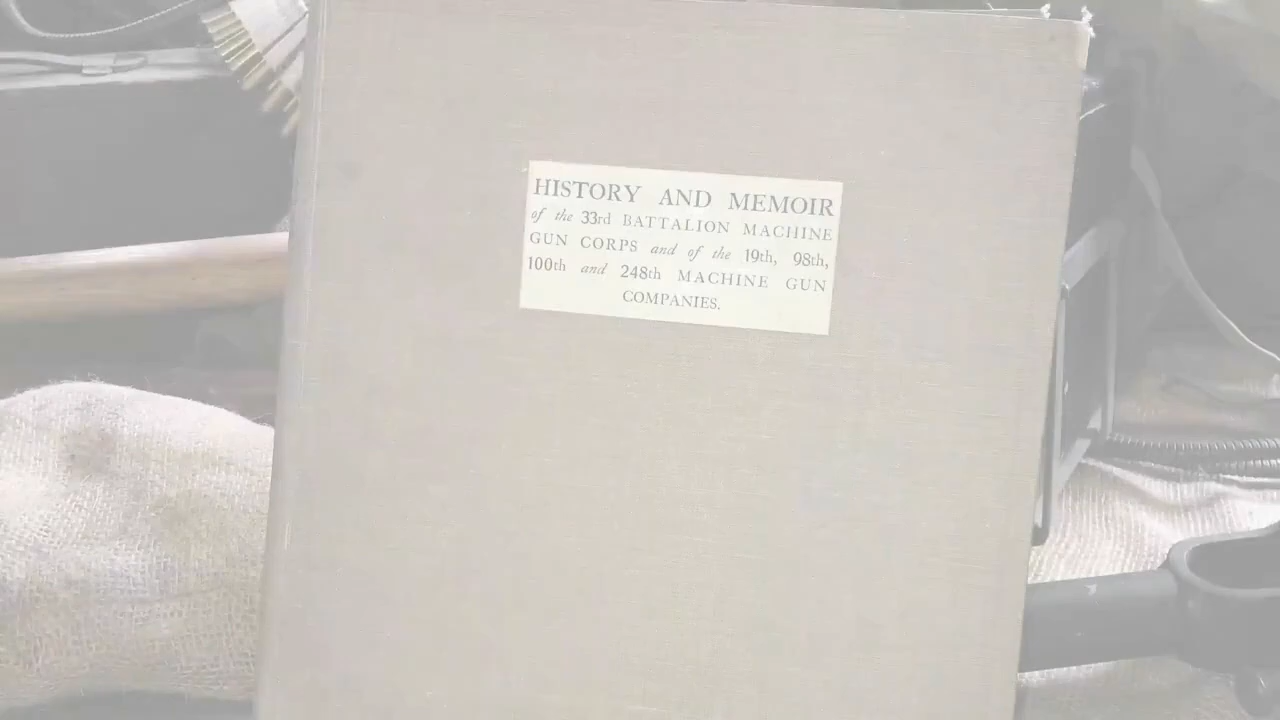 HISTORY AND MEMOIR
of the 33rd BATTALION MACHINE
GUN CORPS and of the 19th, 98th,
100th and 248th MACHINE GUN
COMPANIES.